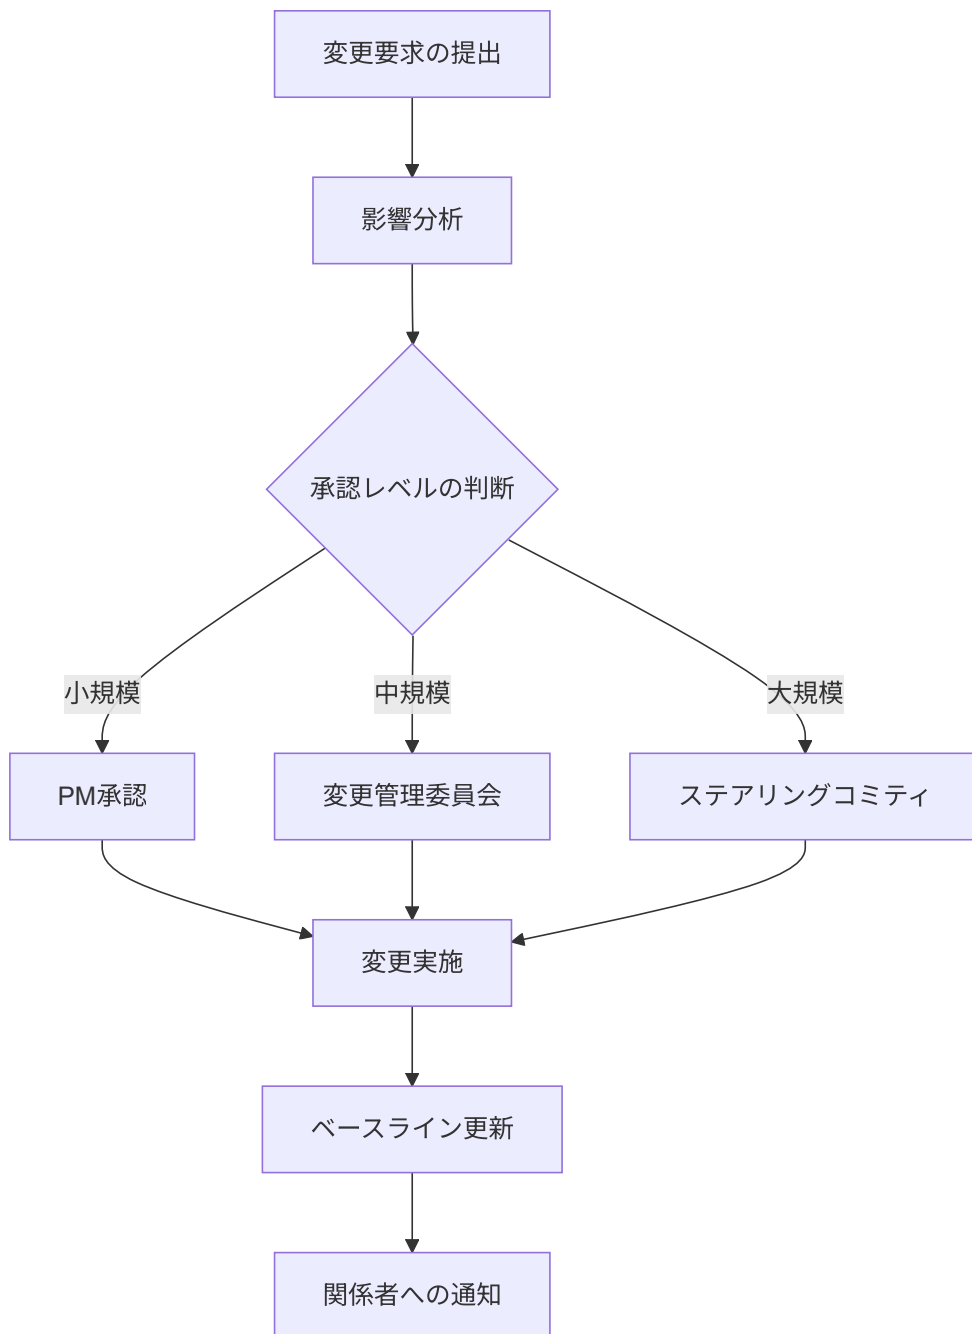 変更要求の提出
影響分析
承認レベルの判断
小規模
中規模
大規模
PM承認
変更管理委員会
ステアリングコミティ
変更実施
ベースライン更新
関係者への通知